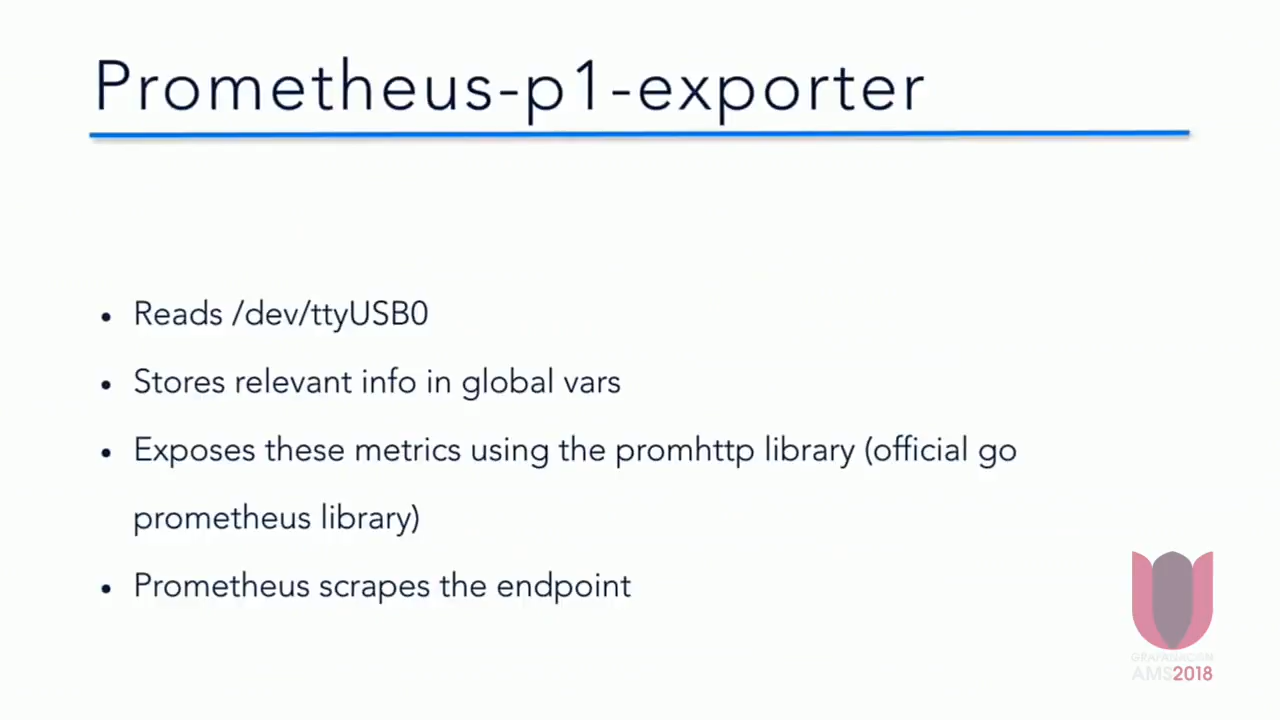 Prometheus-p1-exporter
• Reads /dev/ttyUSB0
• Stores relevant info in global vars
• Exposes these metrics using the promhttp library (official go
prometheus library)
• Prometheus scrapes the endpoint
AMS2018